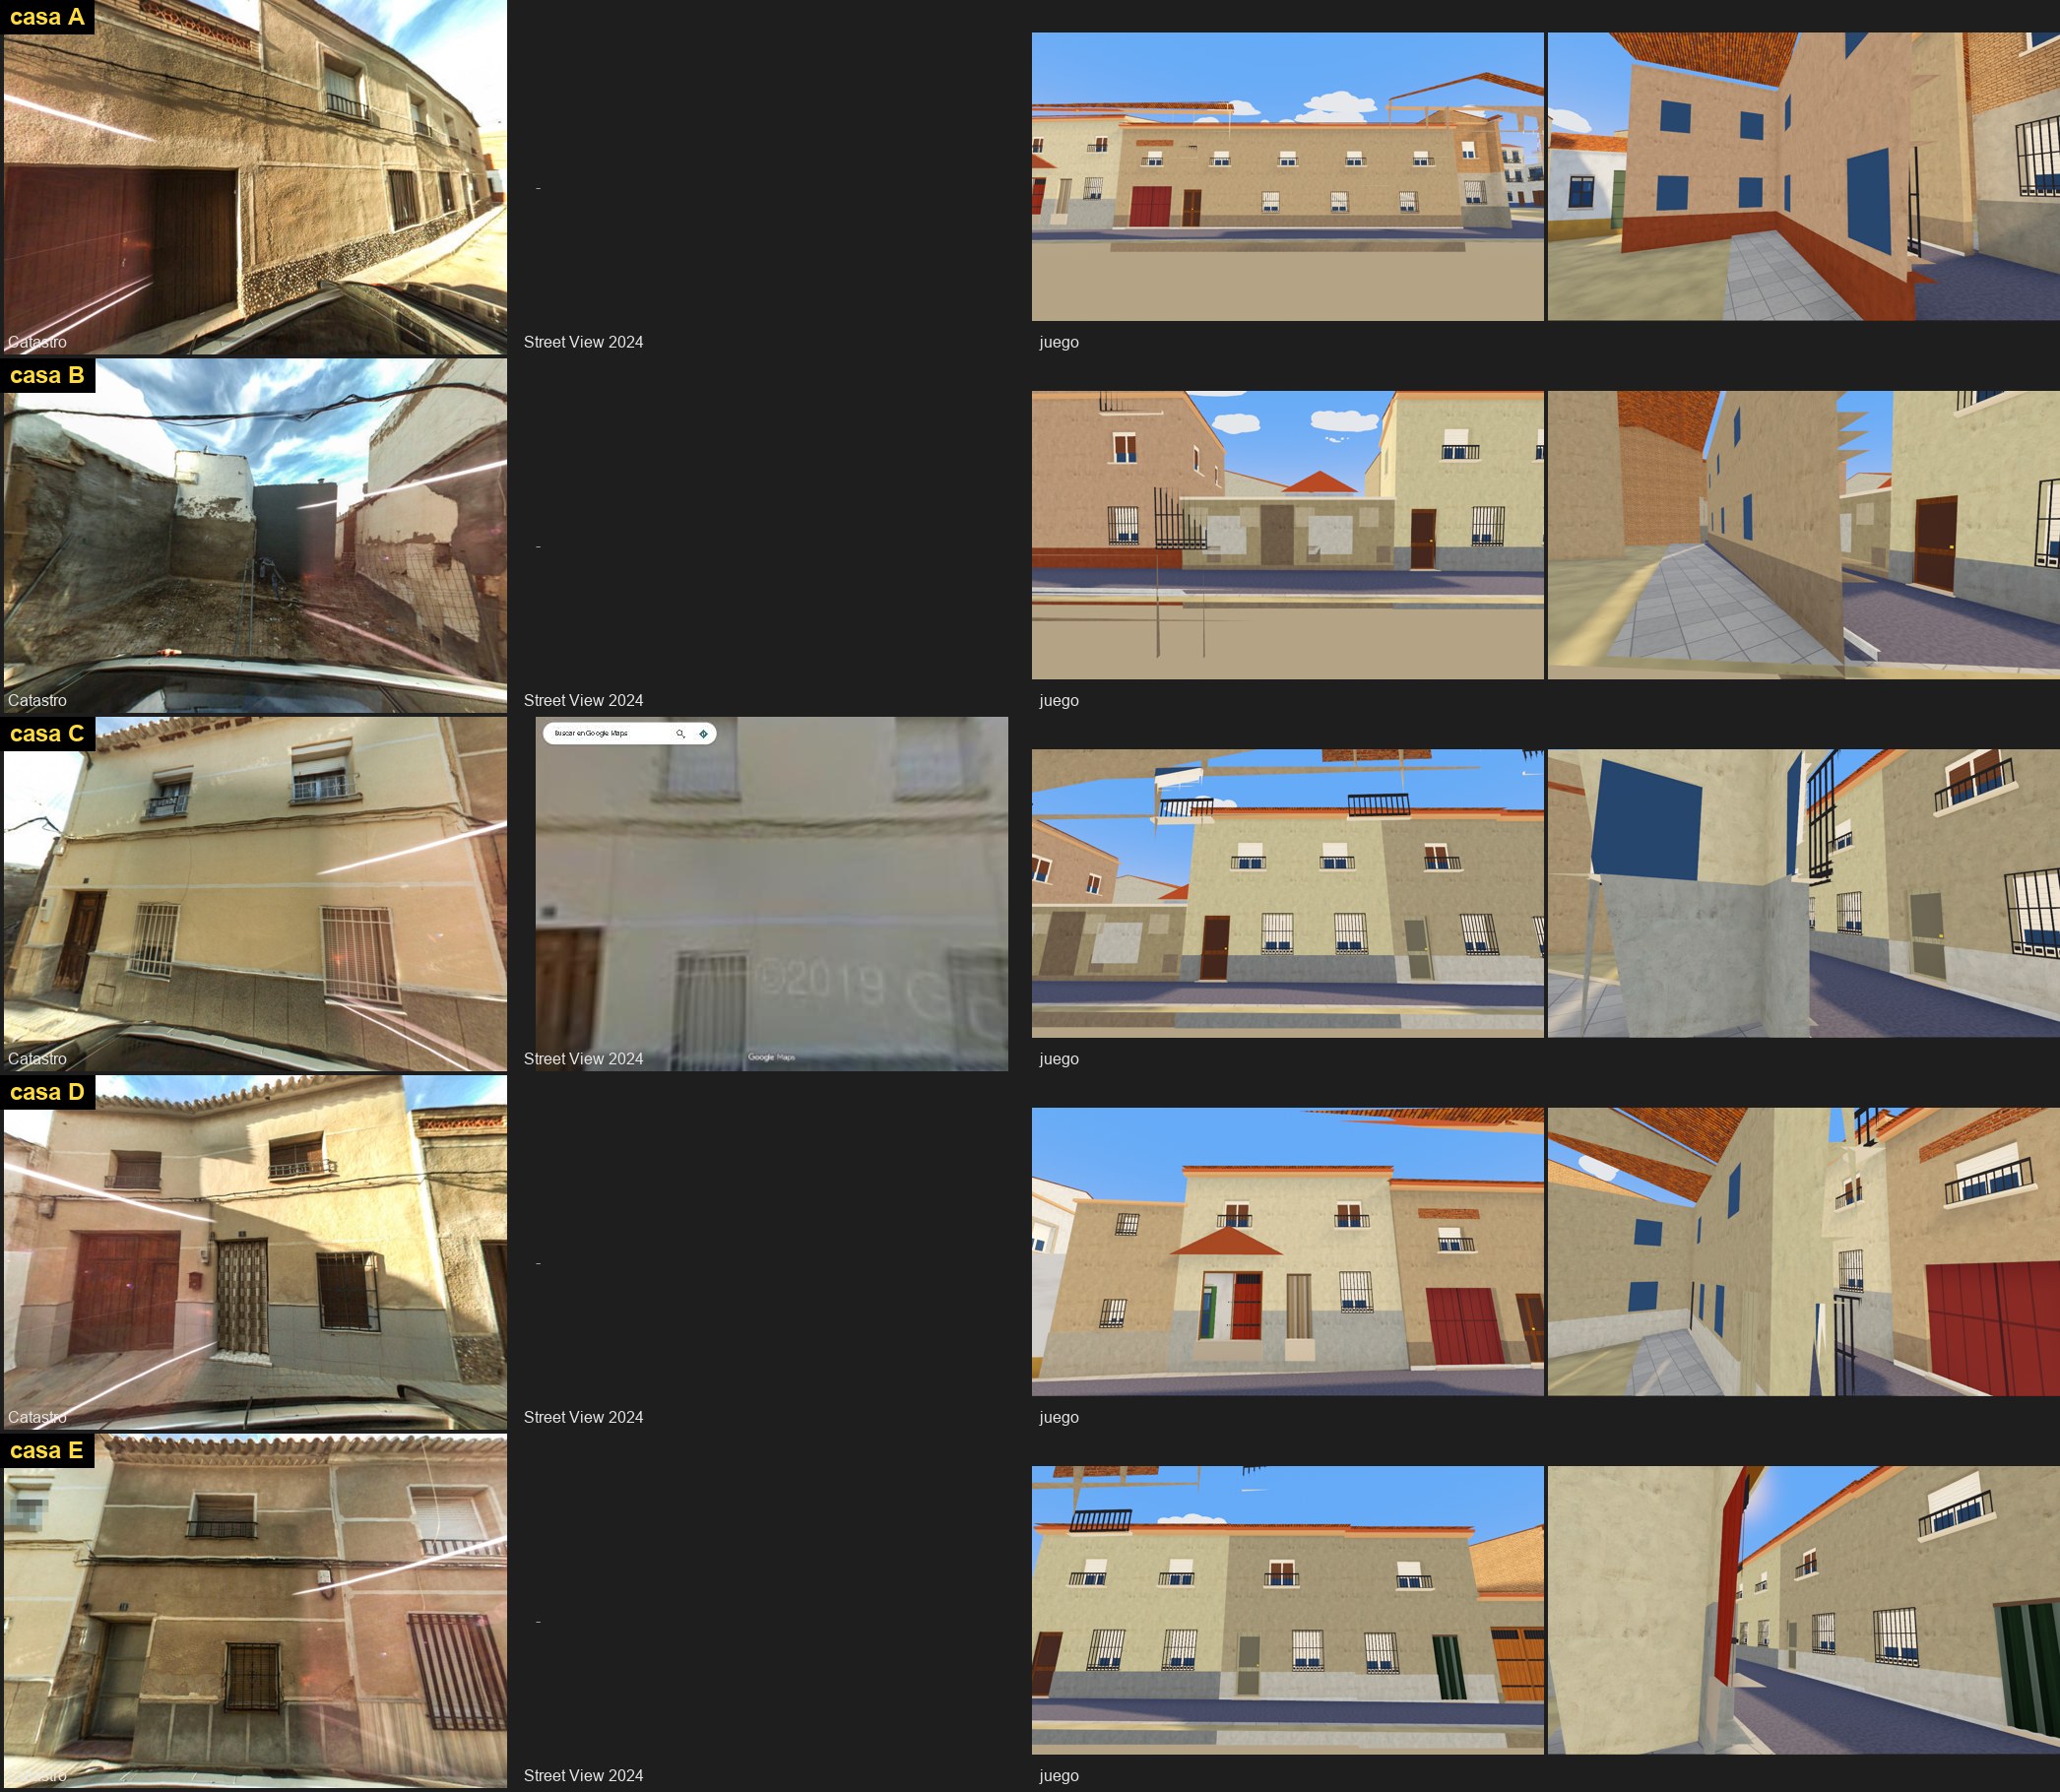 casa A
Catastro
-
Street View 2024
juego
casa B
Catastro
-
Street View 2024
juego
casa C
Buscar en Google Maps
©2019 G
Google Maps
Catastro
Street View 2024
juego
casa D
Catastro
-
Street View 2024
juego
casa E
-
Street View 2024
juego